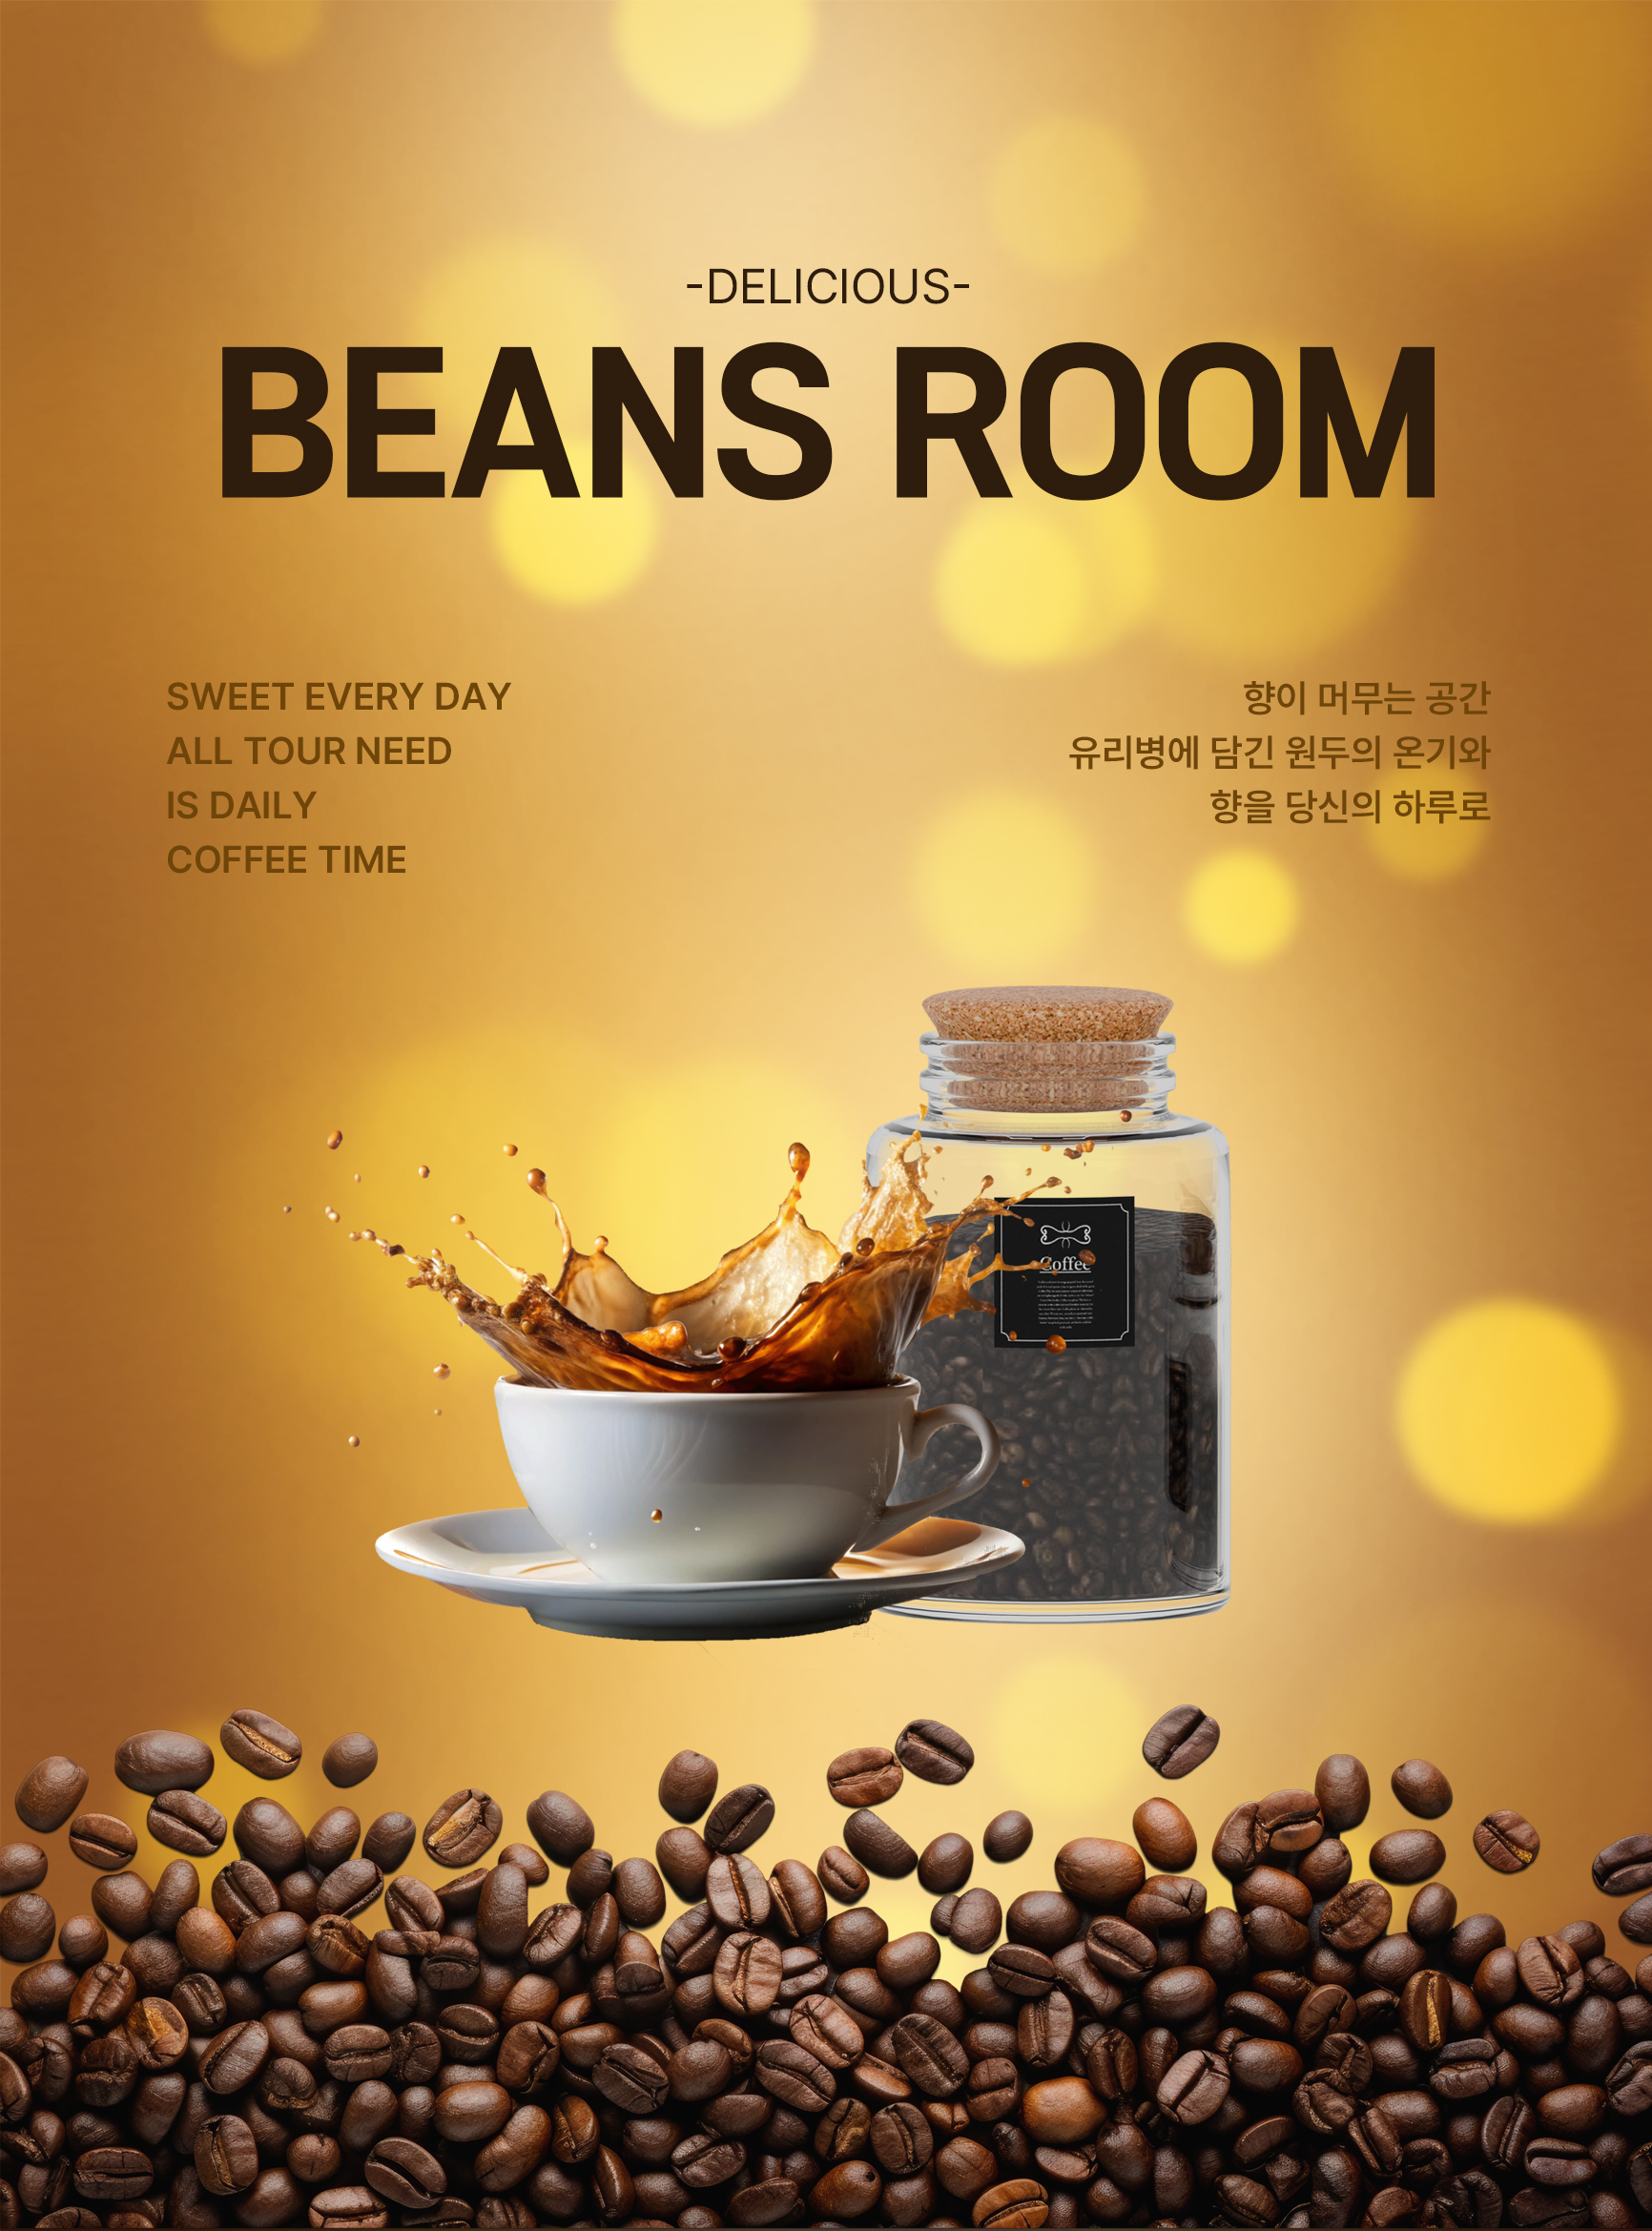 -DELICIOUS-
BEANS ROOM
SWEET EVERY DAY
ALL TOUR NEED
IS DAILY
COFFEE TIME
향이 머무는 공간
유리병에 담긴 원두의 온기와
향을 당신의 하루로
Coffee